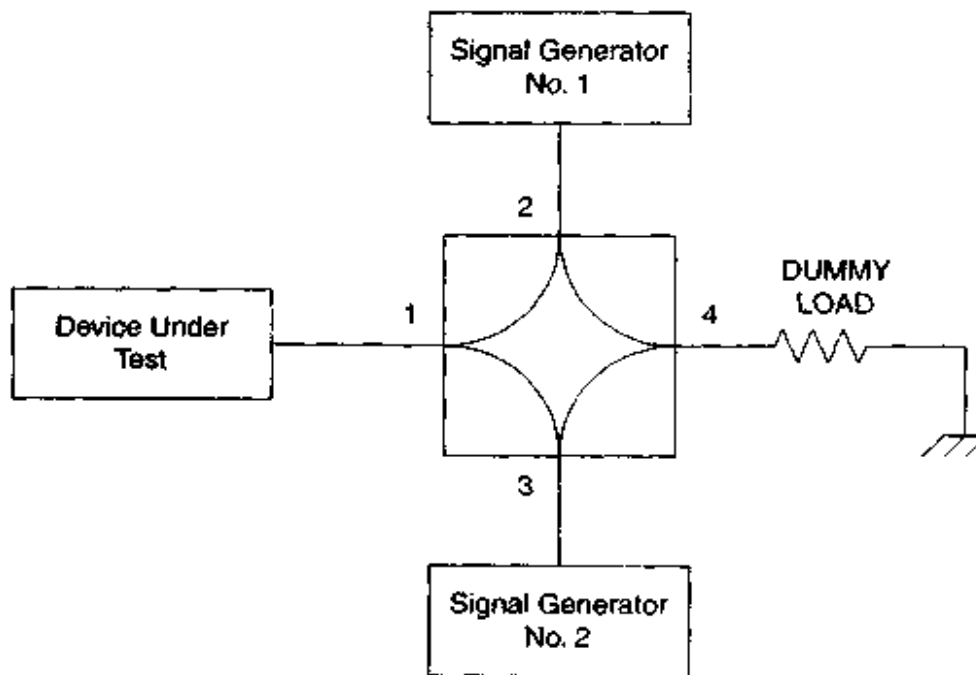 Signal Generator
No. 1
2
DUMMY
LOAD
1
4
Device Under
Test
3
Signal Generator
No. 2